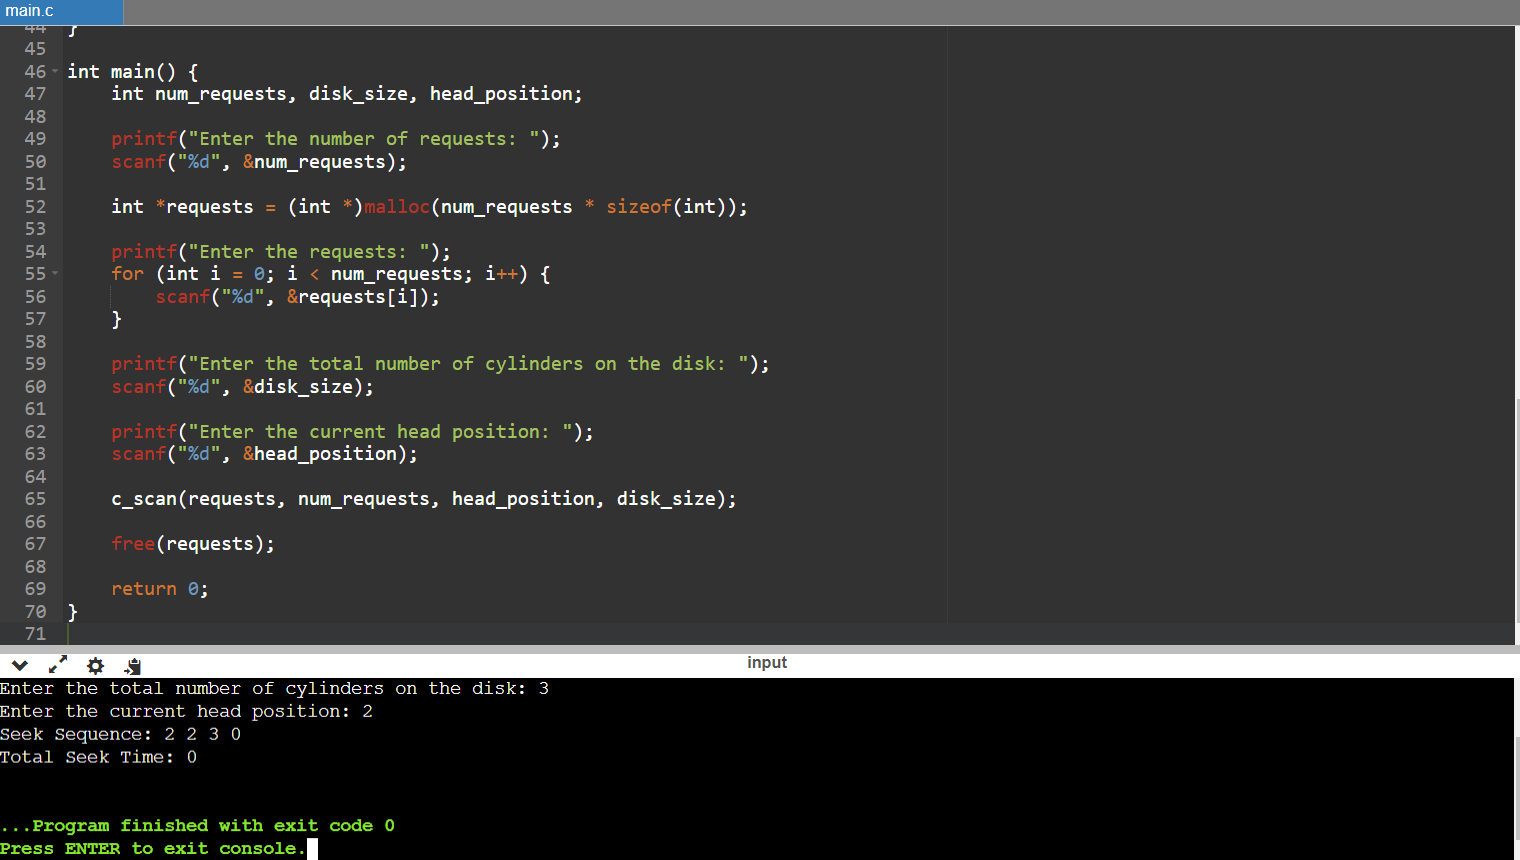 main.c
44 }
45
46 int main() {
47     int num_requests, disk_size, head_position;
48
49     printf("Enter the number of requests: ");
50     scanf("%d", &num_requests);
51
52     int *requests = (int *)malloc(num_requests * sizeof(int));
53
54     printf("Enter the requests: ");
55     for (int i = 0; i < num_requests; i++) {
56         scanf("%d", &requests[i]);
57     }
58
59     printf("Enter the total number of cylinders on the disk: ");
60     scanf("%d", &disk_size);
61
62     printf("Enter the current head position: ");
63     scanf("%d", &head_position);
64
65     c_scan(requests, num_requests, head_position, disk_size);
66
67     free(requests);
68
69     return 0;
70 }
71
input
Enter the total number of cylinders on the disk: 3
Enter the current head position: 2
Seek Sequence: 2 2 3 0
Total Seek Time: 0
...Program finished with exit code 0
Press ENTER to exit console.